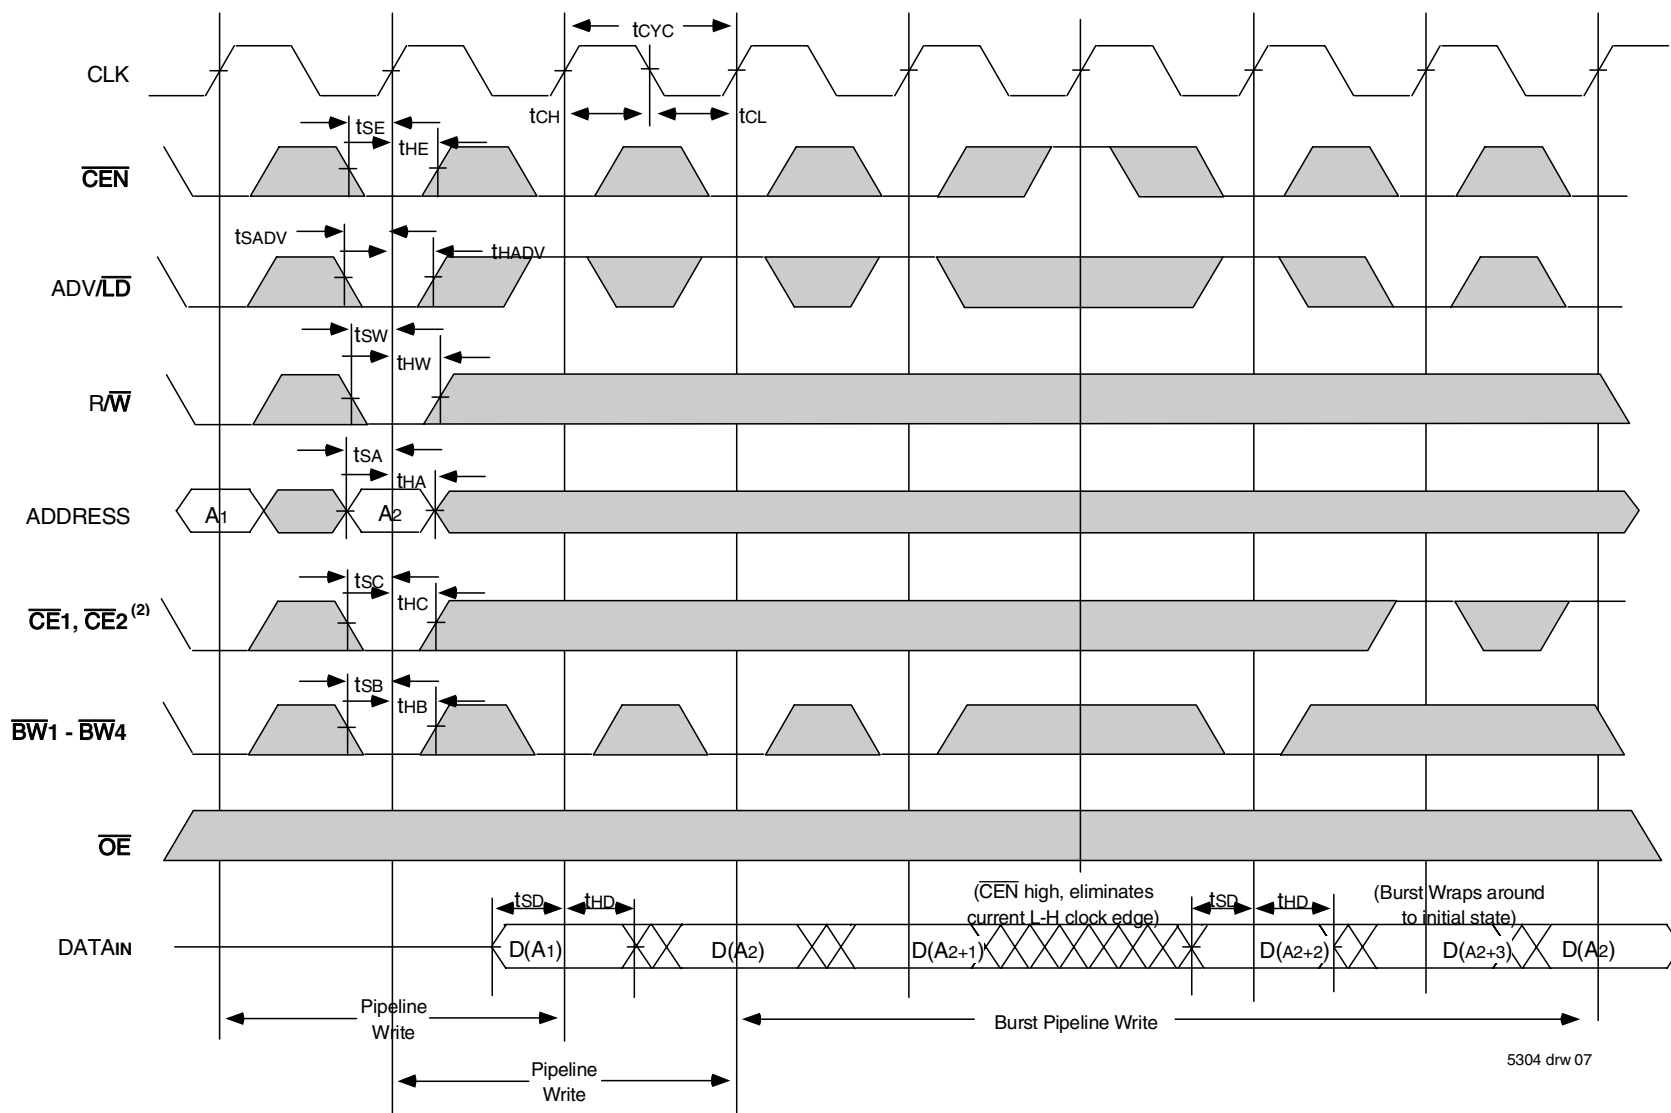 tCYC
CLK
tCH
tCL
tSE
tHE
CEN
tSADV
tHADV
ADV/LD
tSW
tHW
R/W
tSA
tHA
ADDRESS
A1
A2
tSC
tHC
CE1, CE2 (2)
tSB
tHB
BW1 - BW4
OE
(CEN high, eliminates
current L-H clock edge)
(Burst Wraps around
to initial state)
tSD
tHD
tSD
tHD
DATAIN
D(A1)
D(A2)
D(A2+1)
D(A2+2)
D(A2+3)
D(A2)
Pipeline
Write
Burst Pipeline Write
Pipeline
Write
5304 drw 07